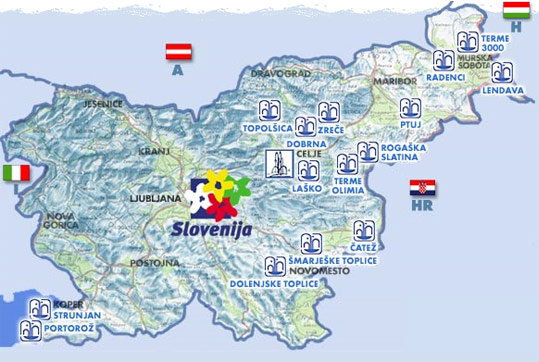 H
TERME
3000
MURSKA
SOBOTA
A
DRAVOGRAD
MARIBOR
RADENCI
LENDAVA
JESENICE
TOPOLŠICA
ZREČE
PTUJ
DOBRNA
CELJE
KRANJ
ROGAŠKA
SLATINA
LAŠKO
TERME
OLIMIA
HR
LJUBLJANA
I
NOVA
GORICA
Slovenija
ČATEŽ
POSTOJNA
ŠMARJEŠKE TOPLICE
NOVOMESTO
DOLENJSKE TOPLICE
KOPER
STRUNJAN
PORTOROŽ